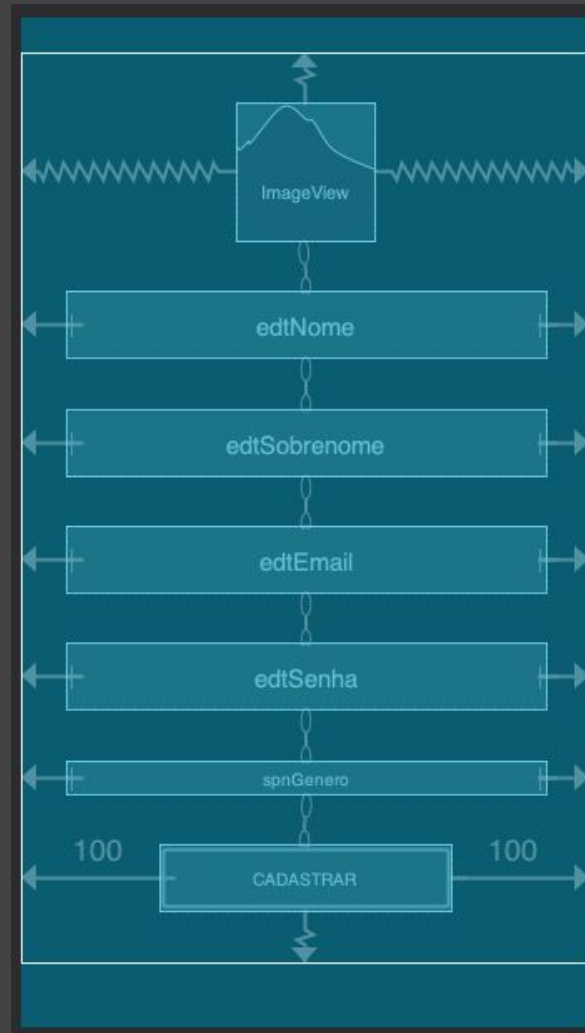 ImageView
edtNome
edtSobrenome
edtEmail
edtSenha
spnGenero
100
CADASTRAR
100